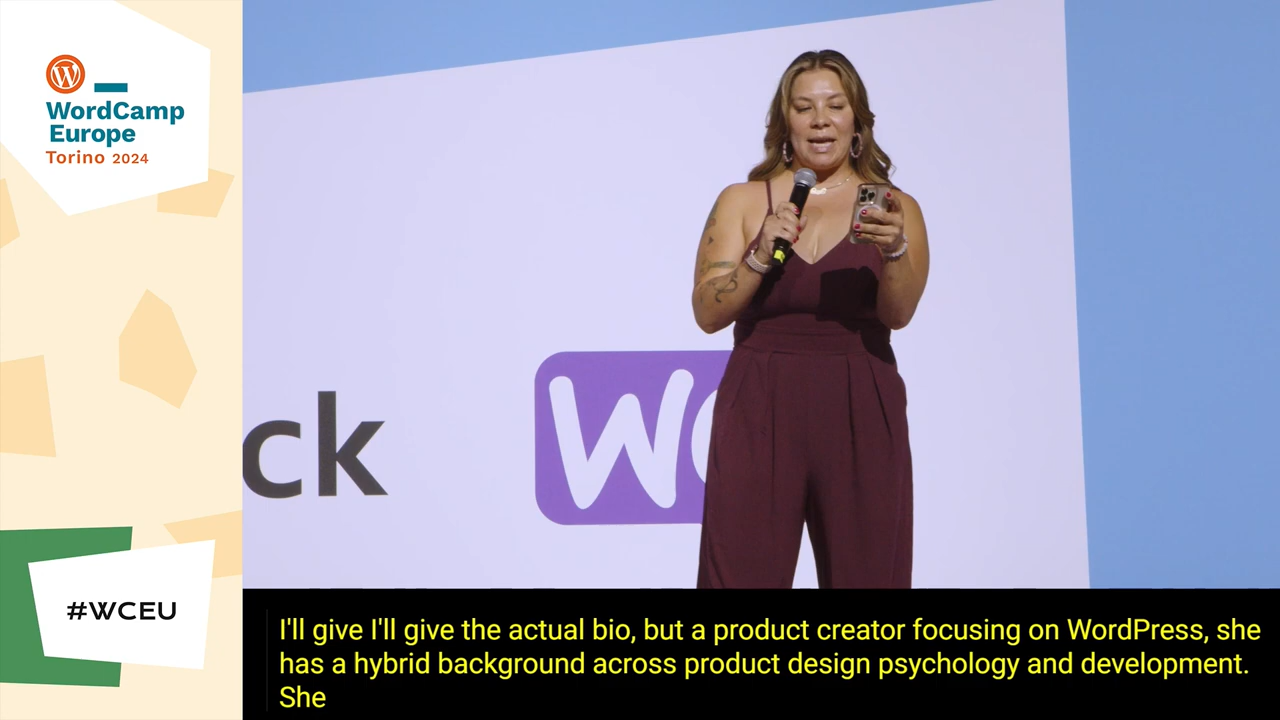 WordCamp
Europe
Torino 2024
ck
W
#WCEU
I'll give I'll give the actual bio, but a product creator focusing on WordPress, she
has a hybrid background across product design psychology and development.
She